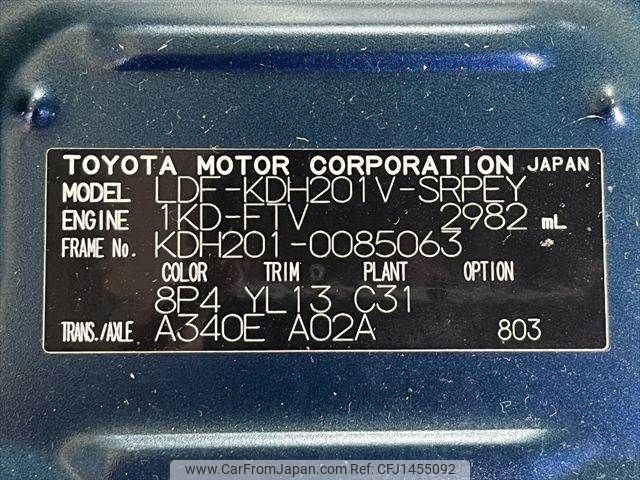 TOYOTA MOTOR CORPORATION JAPAN
MODEL LDF-KDH201V-SRPEY
ENGINE 1KD-FTV 2982 mL
FRAME No. KDH201-0085063
COLOR TRIM PLANT OPTION
8P4 YL13 C31
TRANS./AXLE A340E A02A 803
www.CarFromJapan.com | CFJ1455092